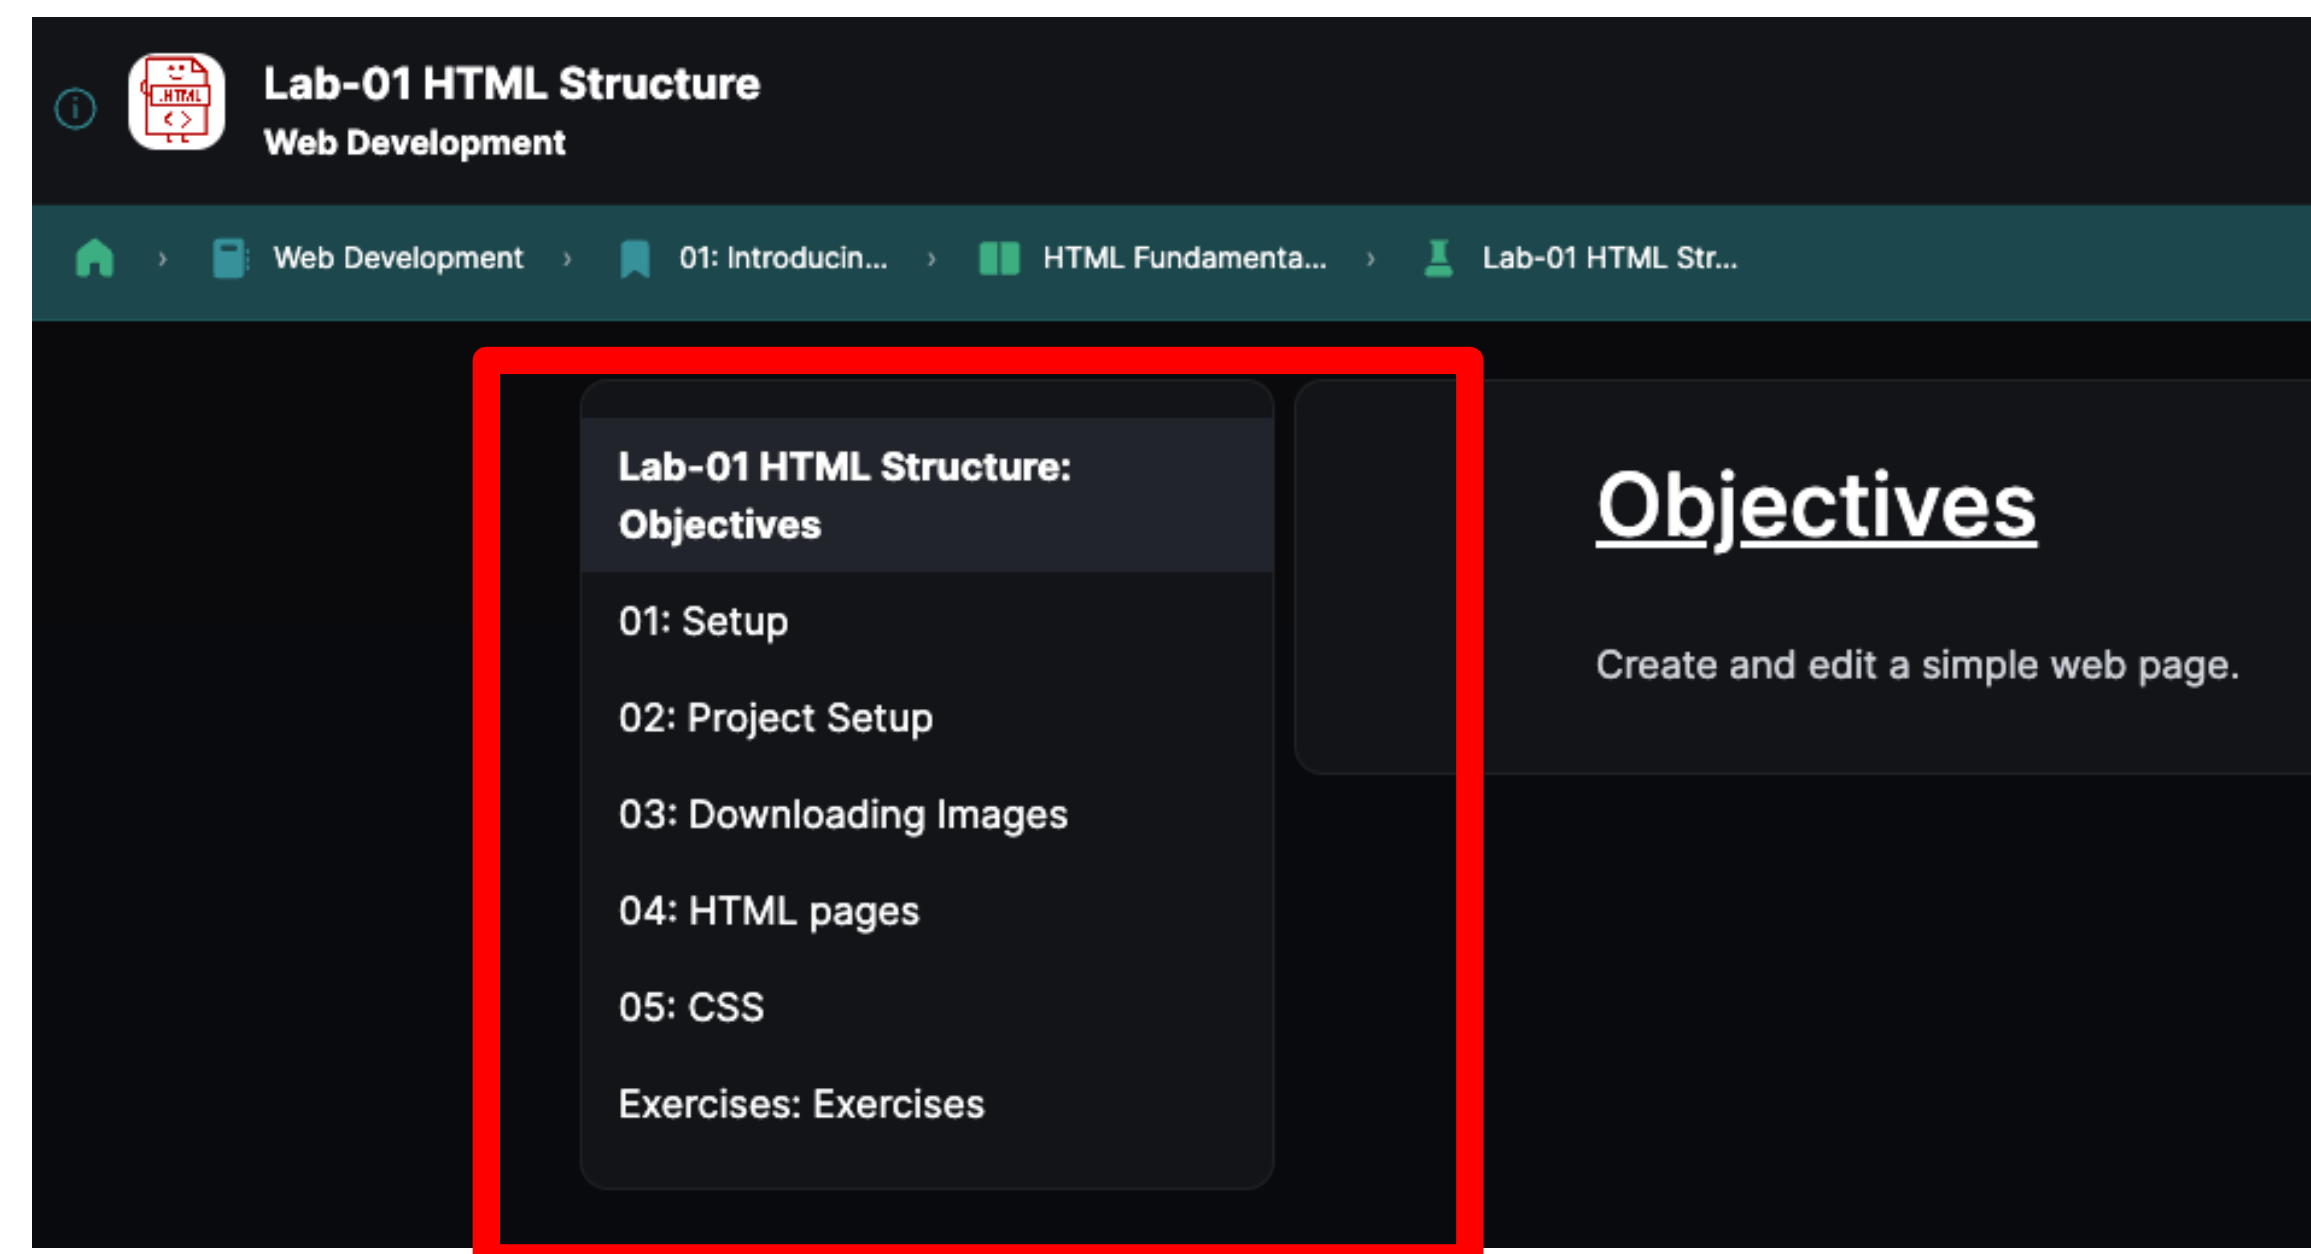 .HTML
<>
Lab-01 HTML Structure
Web Development
Web Development › 01: Introducin... › HTML Fundamenta... › Lab-01 HTML Str...
Lab-01 HTML Structure:
Objectives
01: Setup
02: Project Setup
03: Downloading Images
04: HTML pages
05: CSS
Exercises: Exercises
Objectives
Create and edit a simple web page.